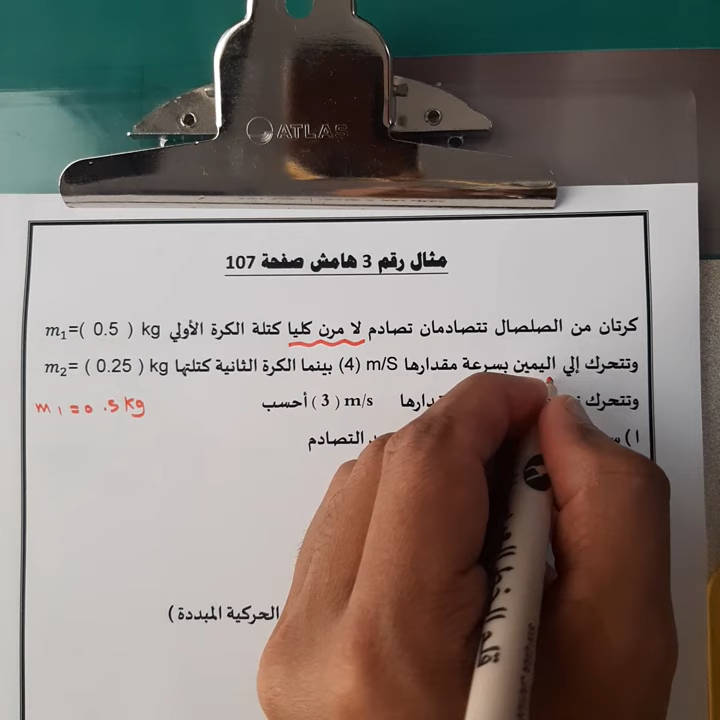 ATLAS
مثال رقم 3 هامش صفحة 107
كرتان من الصلصال تتصادمان تصادم لا مرن كليا كتلة الكرة الأولي m₁=( 0.5 ) kg
وتتحرك إلي اليمين بسرعة مقدارها (4) m/S بينما الكرة الثانية كتلتها m₂= ( 0.25 ) kg
وتتحرك مقدارها ( 3 ) m/s أحسب
m₁=0.5kg
ا ) التصادم
الحركية المبددة )